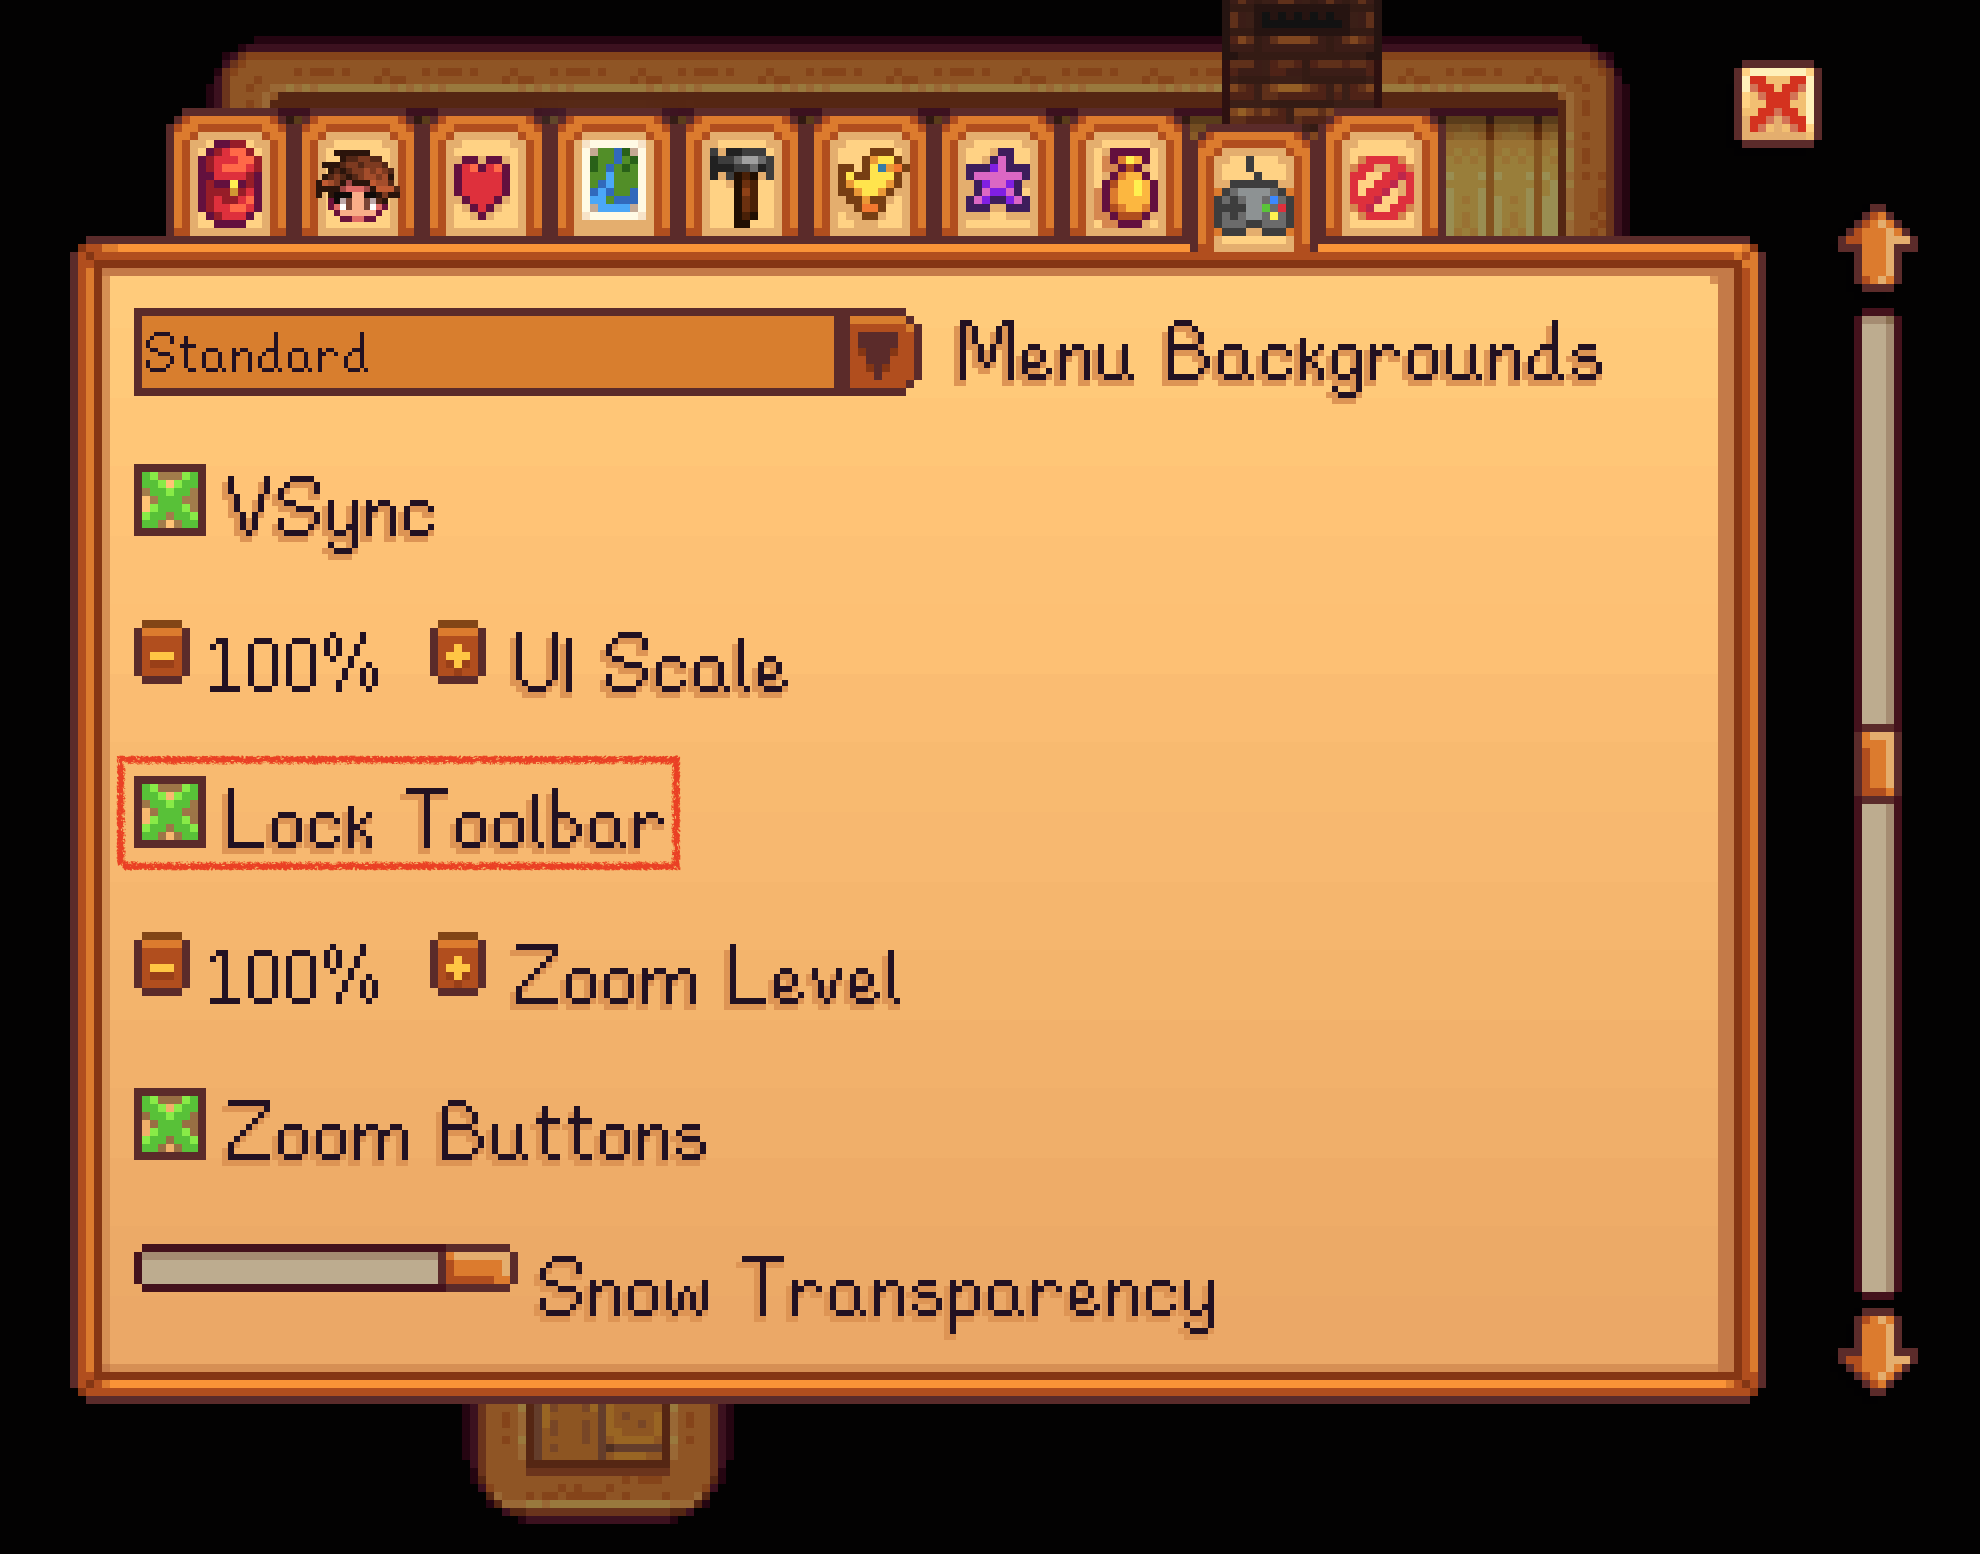 Standard Menu Backgrounds
VSync
100% UI Scale
Lock Toolbar
100% Zoom Level
Zoom Buttons
Snow Transparency